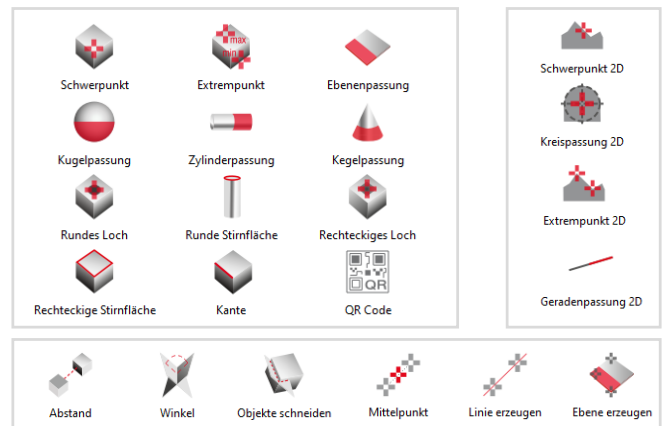 max
min
Schwerpunkt
Extrempunkt
Ebenenpassung
Kugelpassung
Zylinderpassung
Kegelpassung
Rundes Loch
Runde Stirnfläche
Rechteckiges Loch
QR
Rechteckige Stirnfläche
Kante
QR Code
Schwerpunkt 2D
Kreispassung 2D
Extrempunkt 2D
Geradenpassung 2D
Abstand
Winkel
Objekte schneiden
Mittelpunkt
Linie erzeugen
Ebene erzeugen